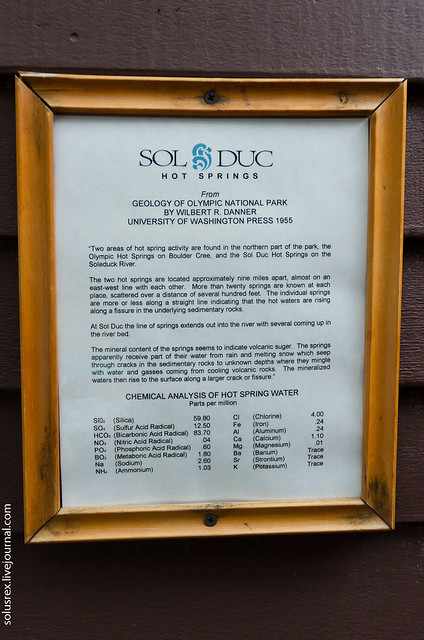 SOL DUC
HOT SPRINGS
From
GEOLOGY OF OLYMPIC NATIONAL PARK
BY WILBERT R. DANNER
UNIVERSITY OF WASHINGTON PRESS 1955
"Two areas of hot spring activity are found in the northern part of the park, the
Olympic Hot Springs on Boulder Cree, and the Sol Duc Hot Springs on the
Soleduck River.
The two hot springs are located approximately nine miles apart, almost on an
east-west line with each other. More than twenty springs are known at each
place, scattered over a distance of several hundred feet. The individual springs
are more or less along a straight line indicating that the hot waters are rising
along a fissure in the underlying sedimentary rocks.
At Sol Duc the line of springs extends out into the river with several coming up in
the river bed.
The mineral content of the springs seems to indicate volcanic suger. The springs
apparently receive part of their water from rain and melting snow which seep
through cracks in the sedimentary rocks to unknown depths where they mingle
with water and gasses coming from cooling volcanic rocks. The mineralized
waters then rise to the surface along a larger crack or fissure."
CHEMICAL ANALYSIS OF HOT SPRING WATER
Parts per million
SI0₂ (Silica) 59.80 Cl (Chlorine) 4.00
SO₄ (Sulfur Acid Radical) 12.50 Fe (Iron) .24
HCO₃ (Bicarbonic Acid Radical) 83.70 Al (Aluminum) .24
NO₃ (Nitric Acid Radical) .04 Ca (Calcium) 1.10
PO₄ (Phosphoric Acid Radical) .60 Mg (Magnesium) .01
BO₂ (Metaboric Acid Radical) 1.80 Ba (Barium) Trace
Na (Sodium) 2.60 Sr (Strontium) Trace
NH₄ (Ammonium) 1.03 K (Potassium) Trace
solusrex.livejournal.com